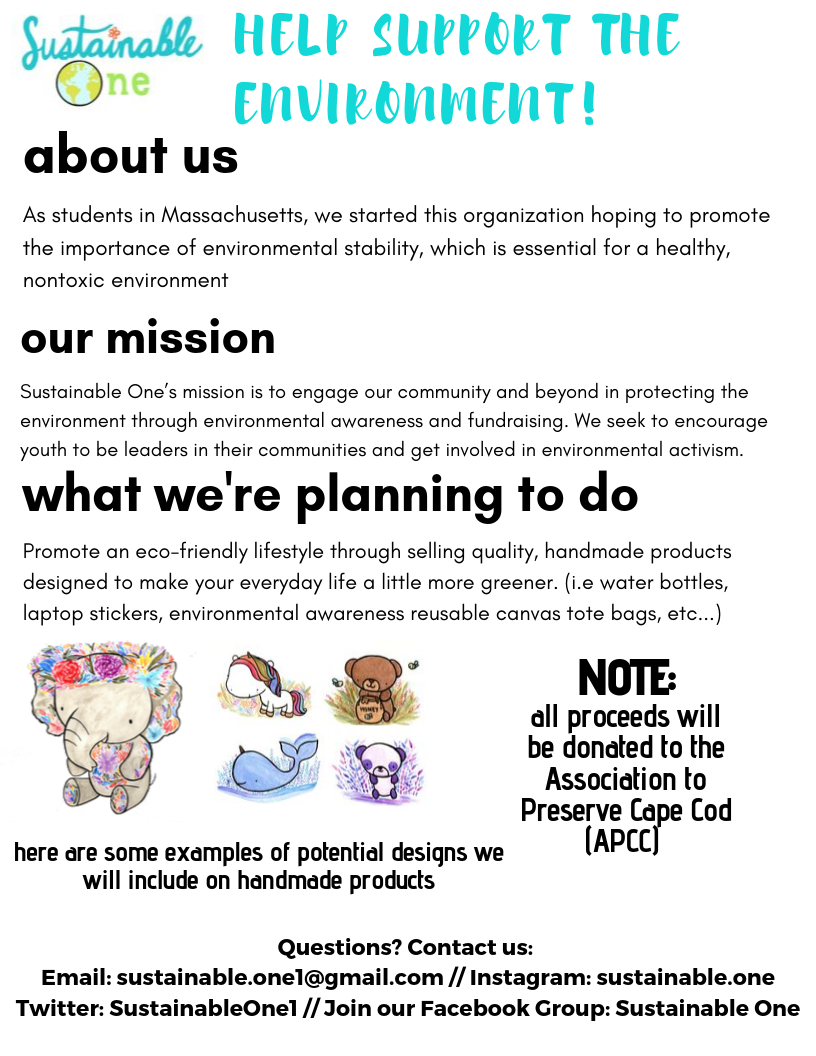 Sustainable
One
HELP SUPPORT THE
ENVIRONMENT!
about us
As students in Massachusetts, we started this organization hoping to promote
the importance of environmental stability, which is essential for a healthy,
nontoxic environment
our mission
Sustainable One's mission is to engage our community and beyond in protecting the
environment through environmental awareness and fundraising. We seek to encourage
youth to be leaders in their communities and get involved in environmental activism.
what we're planning to do
Promote an eco-friendly lifestyle through selling quality, handmade products
designed to make your everyday life a little more greener. (i.e water bottles,
laptop stickers, environmental awareness reusable canvas tote bags, etc...)
HONEY
NOTE:
all proceeds will
be donated to the
Association to
Preserve Cape Cod
(APCC)
here are some examples of potential designs we
will include on handmade products
Questions? Contact us:
Email: sustainable.one1@gmail.com // Instagram: sustainable.one
Twitter: SustainableOne1 // Join our Facebook Group: Sustainable One